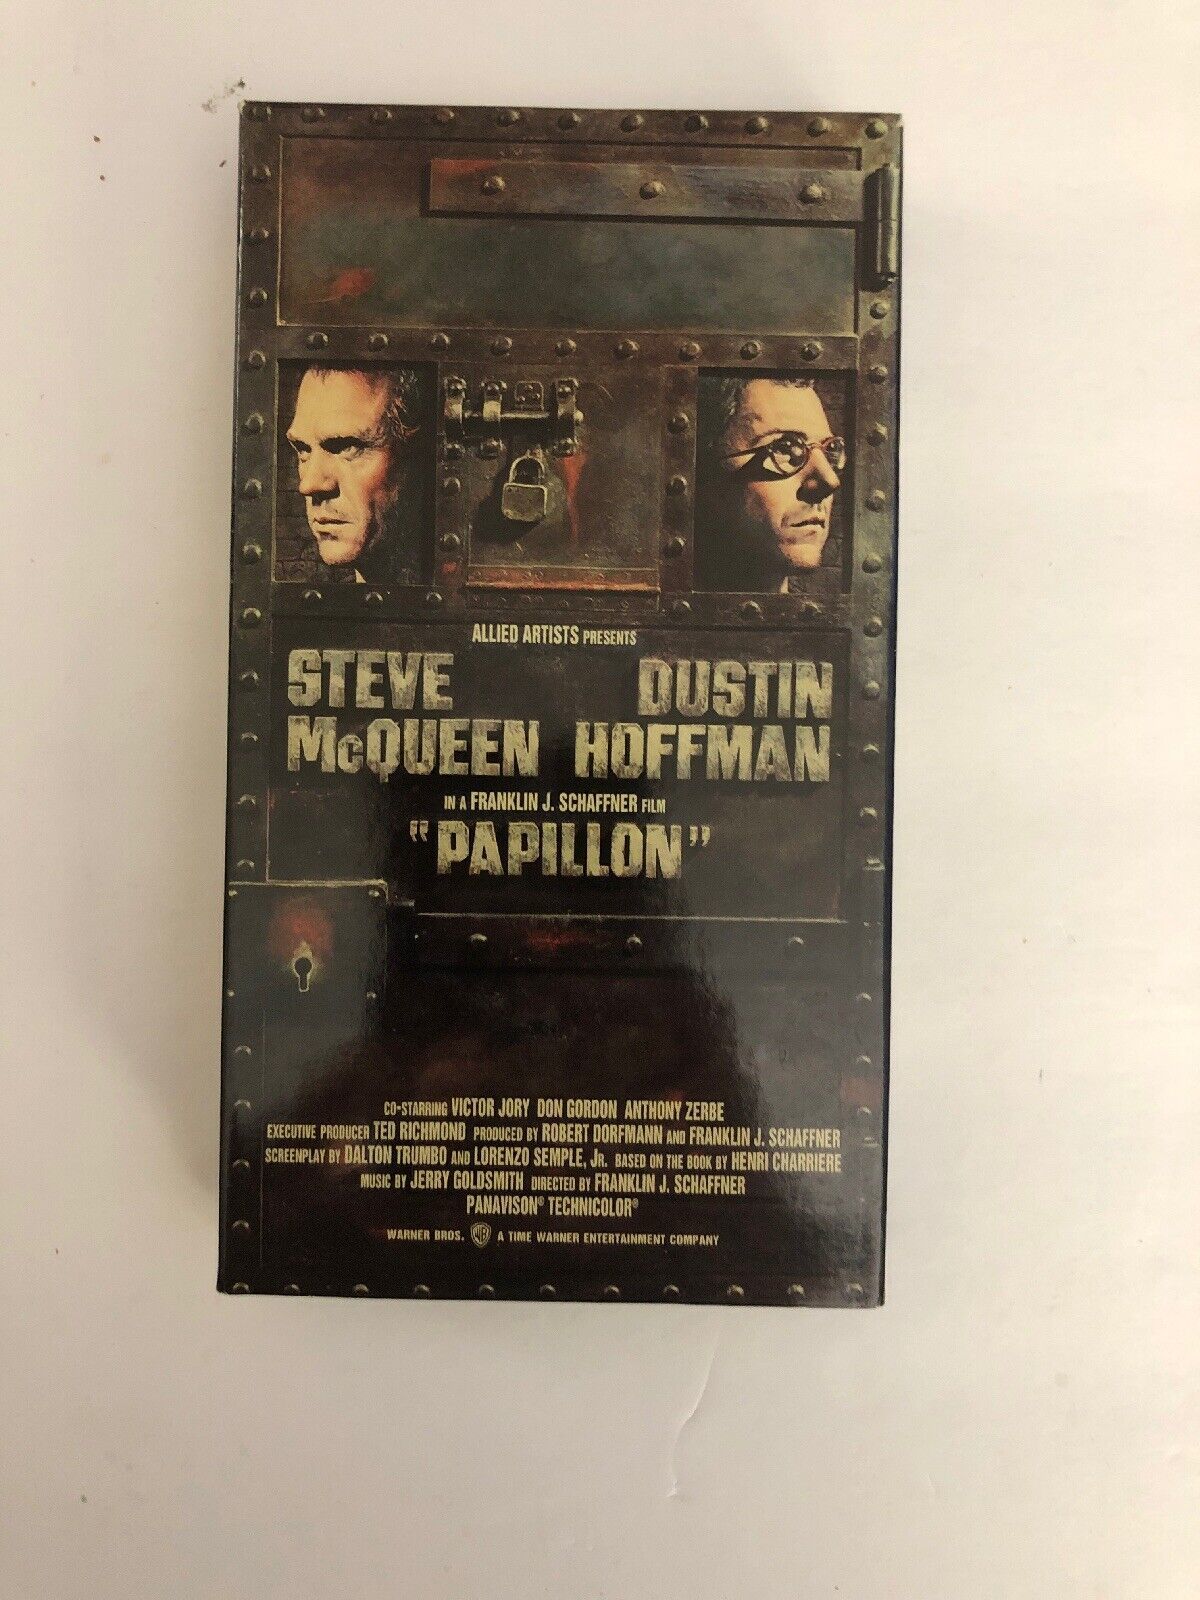 ALLIED ARTISTS PRESENTS
STEVE DUSTIN
McQUEEN HOFFMAN
IN A FRANKLIN J. SCHAFFNER FILM
"PAPILLON"
CO-STARRING VICTOR JORY DON GORDON ANTHONY ZERBE
EXECUTIVE PRODUCER TED RICHMOND PRODUCED BY ROBERT DORFMANN AND FRANKLIN J. SCHAFFNER
SCREENPLAY BY DALTON TRUMBO AND LORENZO SEMPLE, JR. BASED ON THE BOOK BY HENRI CHARRIERE
MUSIC BY JERRY GOLDSMITH DIRECTED BY FRANKLIN J. SCHAFFNER
PANAVISON® TECHNICOLOR®
WARNER BROS. WB A TIME WARNER ENTERTAINMENT COMPANY